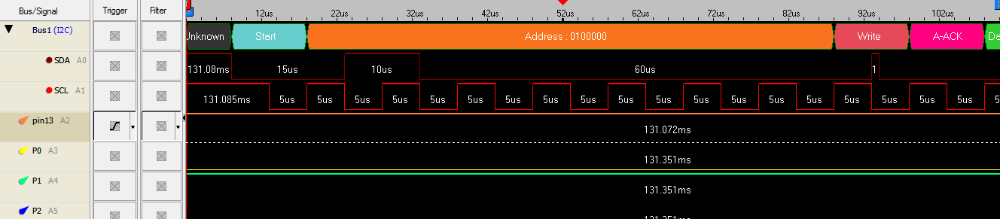 Bus/Signal Trigger Filter 12us 22us 32us 42us 52us 62us 72us 82us 92us 102us
Bus1 (I2C) Unknown Start Address : 0100000 Write A-ACK De
SDA A0 131.08ms 15us 10us 60us 1
SCL A1 131.085ms 5us 5us 5us 5us 5us 5us 5us 5us 5us 5us 5us 5us 5us 5us 5us 5us 5us 5us 5us 5
pin13 A2 131.072ms
P0 A3 131.351ms
P1 A4 131.351ms
P2 A5 131.351ms